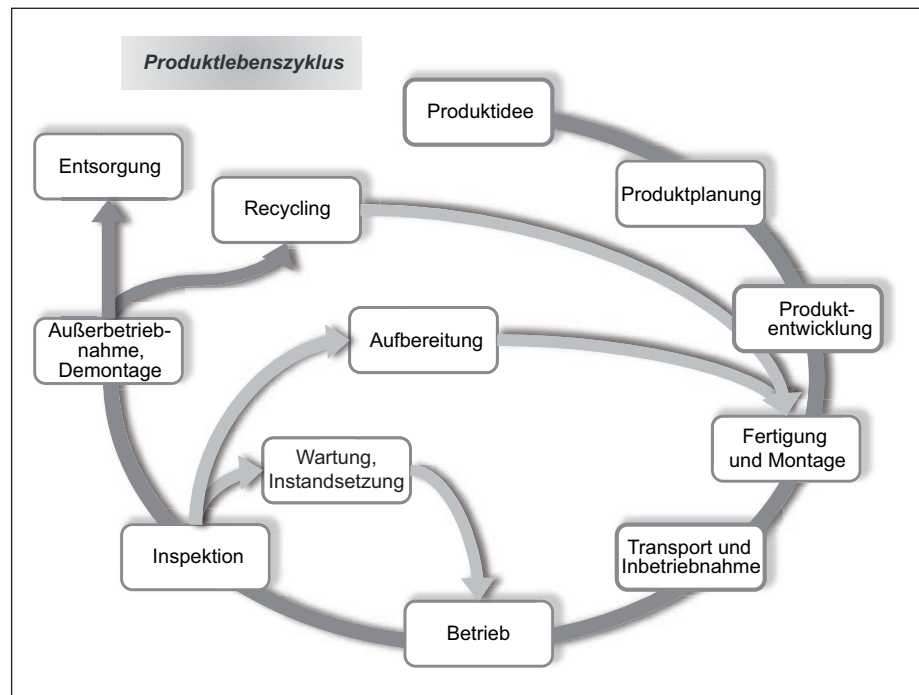 Produktlebenszyklus
Produktidee
Entsorgung
Produktplanung
Recycling
Produkt-
entwicklung
Außerbetrieb-
nahme,
Demontage
Aufbereitung
Fertigung
und Montage
Wartung,
Instandsetzung
Transport und
Inbetriebnahme
Inspektion
Betrieb